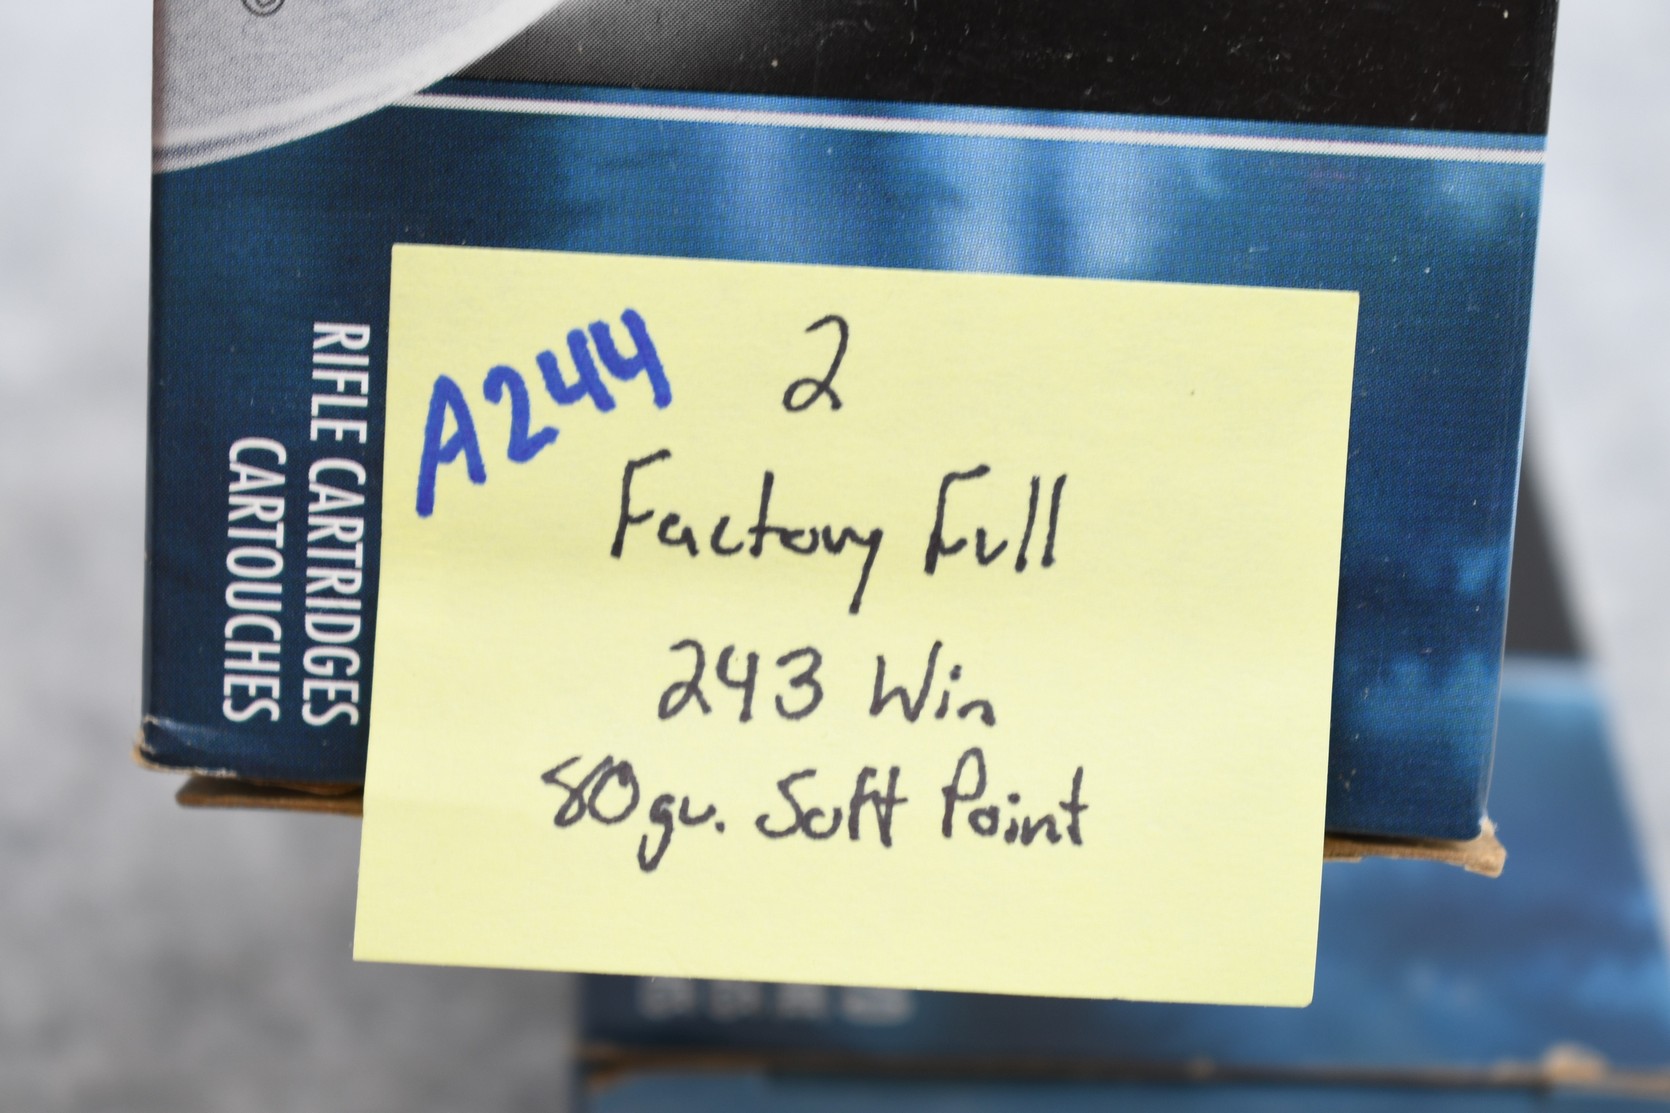 A244
2
Factory Full
243 Win
80gr. Soft Point
RIFLE CARTRIDGES
CARTOUCHES